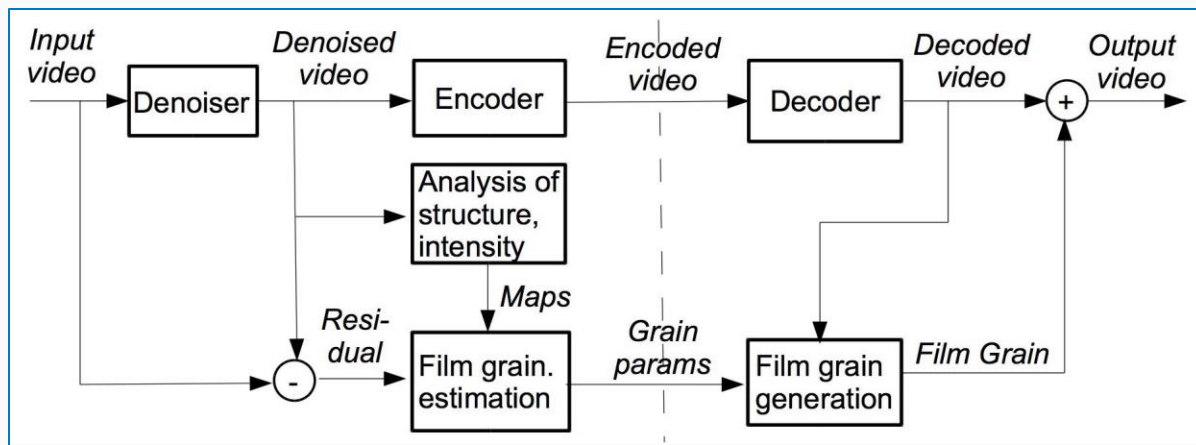 Input
video
Denoised
video
Encoded
video
Decoded
video
Output
video
Denoiser
Encoder
Decoder
+
Analysis of
structure,
intensity
Maps
Resi-
dual
Grain
params
Film Grain
-
Film grain.
estimation
Film grain
generation